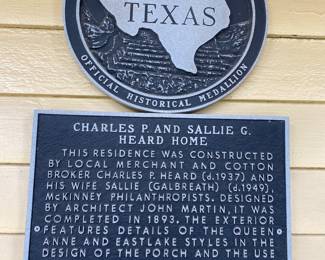 TEXAS
OFFICIAL HISTORICAL MEDALLION
CHARLES P. AND SALLIE G.
HEARD HOME
THIS RESIDENCE WAS CONSTRUCTED
BY LOCAL MERCHANT AND COTTON
BROKER CHARLES P. HEARD (d.1937) AND
HIS WIFE SALLIE (GALBREATH) (d.1949),
McKINNEY PHILANTHROPISTS. DESIGNED
BY ARCHITECT JOHN MARTIN, IT WAS
COMPLETED IN 1893. THE EXTERIOR
FEATURES DETAILS OF THE QUEEN
ANNE AND EASTLAKE STYLES IN THE
DESIGN OF THE PORCH AND THE USE